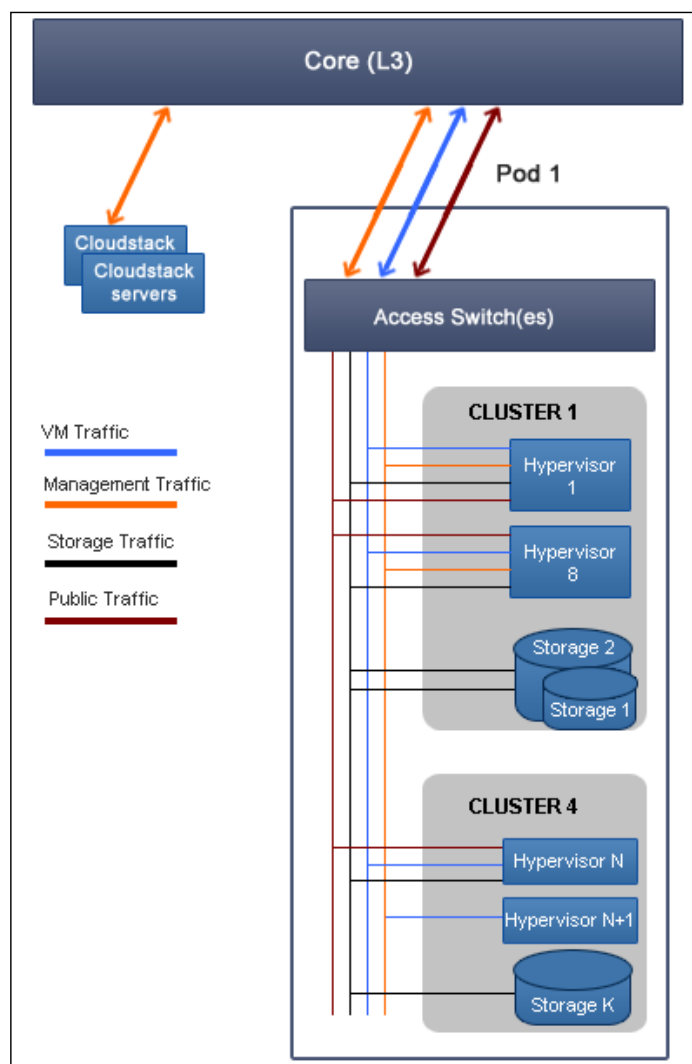 Core (L3)
Pod 1
Cloudstack
Cloudstack
servers
Access Switch(es)
VM Traffic
Management Traffic
Storage Traffic
Public Traffic
CLUSTER 1
Hypervisor
1
Hypervisor
8
Storage 2
Storage 1
CLUSTER 4
Hypervisor N
Hypervisor N+1
Storage K